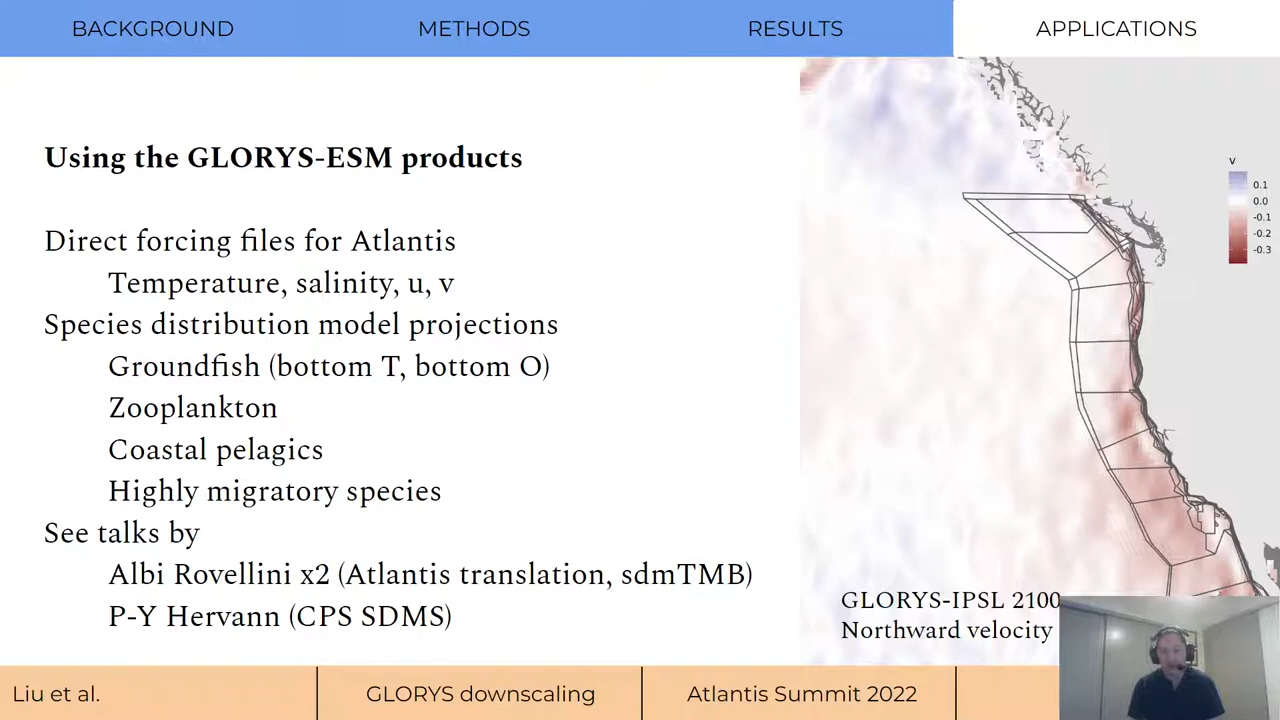 BACKGROUND
METHODS
RESULTS
APPLICATIONS
Using the GLORYS-ESM products
Direct forcing files for Atlantis
Temperature, salinity, u, v
Species distribution model projections
Groundfish (bottom T, bottom O)
Zooplankton
Coastal pelagics
Highly migratory species
See talks by
Albi Rovellini x2 (Atlantis translation, sdmTMB)
P-Y Hervann (CPS SDMS)
v
0.1
0.0
-0.1
-0.2
-0.3
GLORYS-IPSL 2100
Northward velocity
Liu et al.
GLORYS downscaling
Atlantis Summit 2022